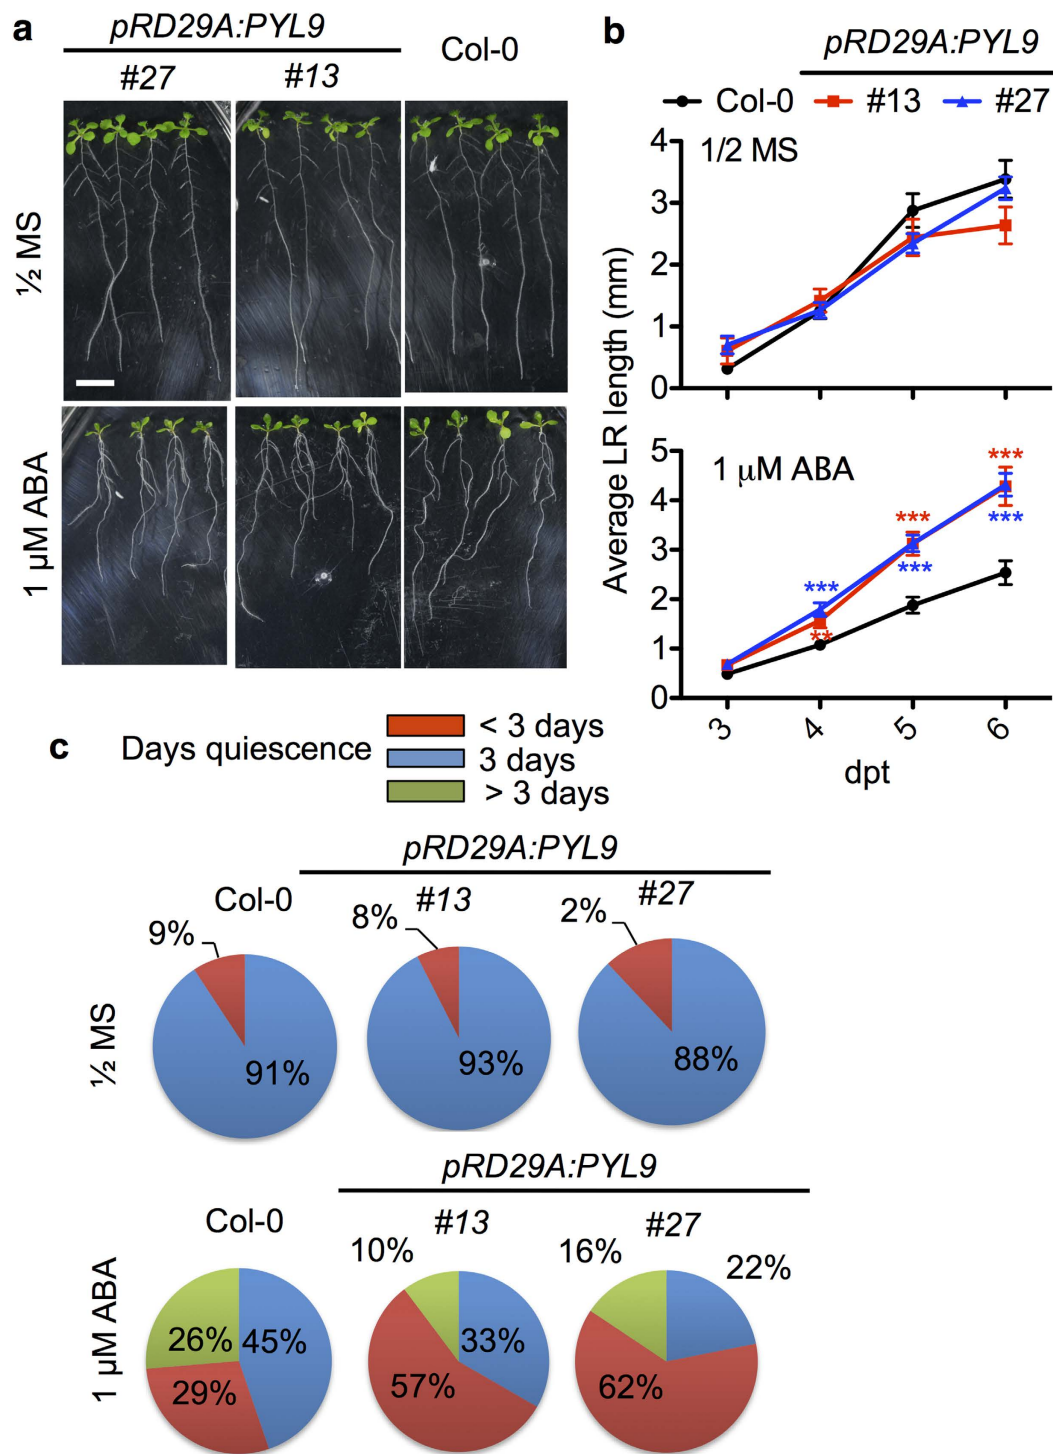 a
pRD29A:PYL9
#27
#13
Col-0
½ MS
1 µM ABA
b
pRD29A:PYL9
Col-0
#13
#27
1/2 MS
4
3
2
1
0
Average LR length (mm)
1 µM ABA
5
4
3
2
1
0
***
***
***
***
***
**
3
4
5
6
dpt
c
Days quiescence
< 3 days
3 days
> 3 days
pRD29A:PYL9
Col-0
#13
#27
½ MS
9%
91%
8%
93%
2%
88%
pRD29A:PYL9
Col-0
#13
#27
1 µM ABA
26%
45%
29%
10%
33%
57%
16%
22%
62%